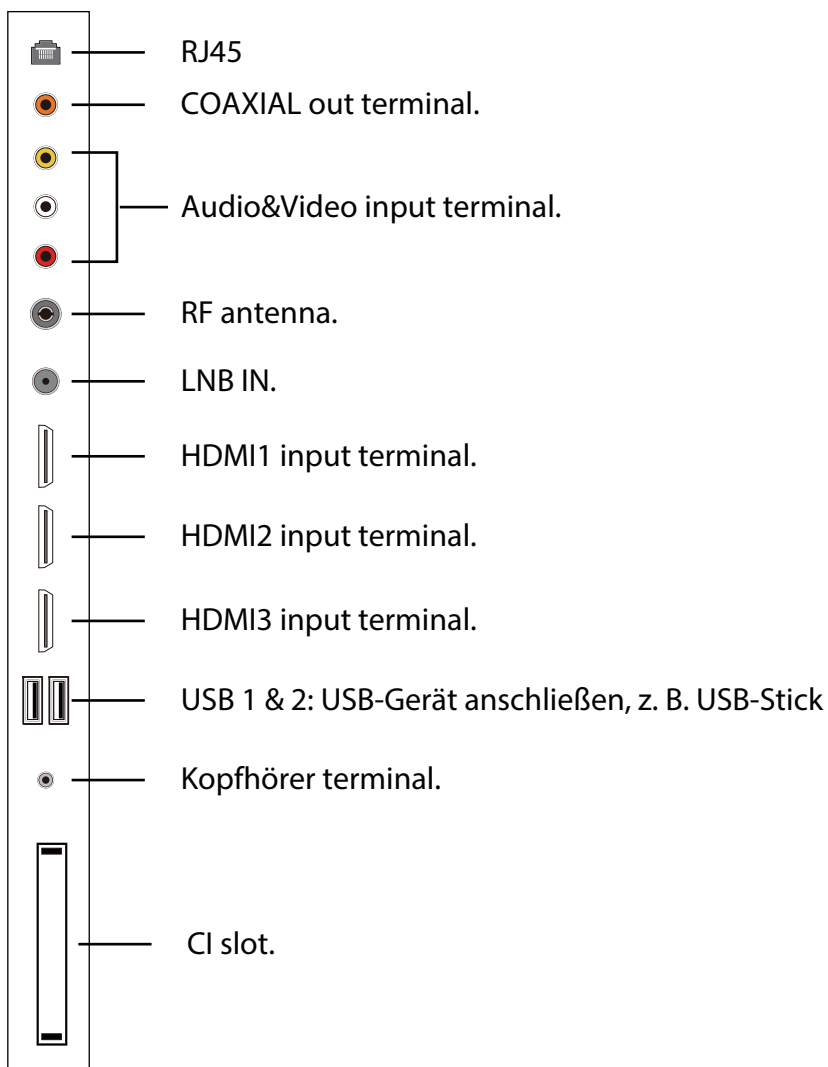 RJ45
COAXIAL out terminal.
Audio&Video input terminal.
RF antenna.
LNB IN.
HDMI1 input terminal.
HDMI2 input terminal.
HDMI3 input terminal.
USB 1 & 2: USB-Gerät anschließen, z. B. USB-Stick
Kopfhörer terminal.
CI slot.